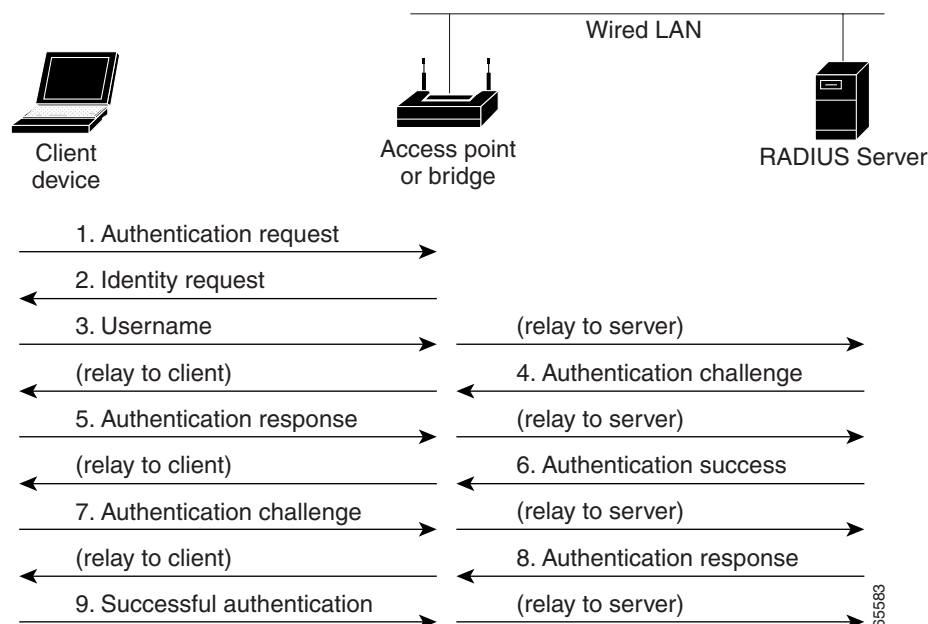 Wired LAN
Client
device
Access point
or bridge
RADIUS Server
1. Authentication request
2. Identity request
3. Username
(relay to server)
(relay to client)
4. Authentication challenge
5. Authentication response
(relay to server)
(relay to client)
6. Authentication success
7. Authentication challenge
(relay to server)
(relay to client)
8. Authentication response
9. Successful authentication
(relay to server)
65583